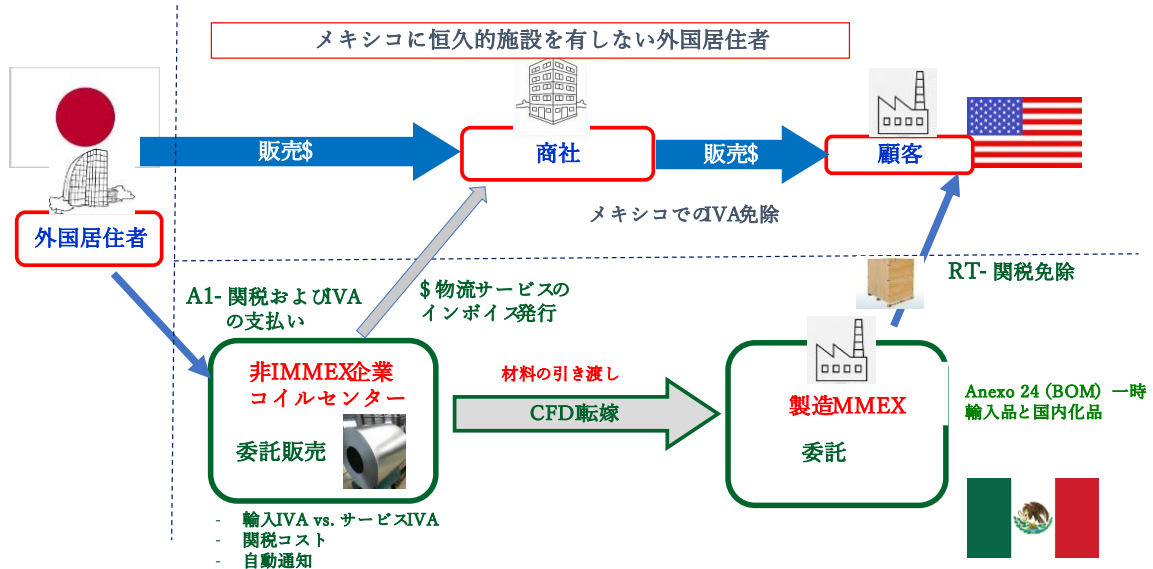 メキシコに恒久的施設を有しない外国居住者
販売$
商社
販売$
顧客
外国居住者
メキシコでのIVA免除
A1- 関税およびIVA
の支払い
$ 物流サービスの
インボイス発行
RT- 関税免除
非IMMEX企業
コイルセンター
委託販売
材料の引き渡し
CFDI転嫁
製造MMEX
委託
Anexo 24 (BOM) 一時
輸入品と国内化品
- 輸入IVA vs. サービスIVA
- 関税コスト
- 自動通知